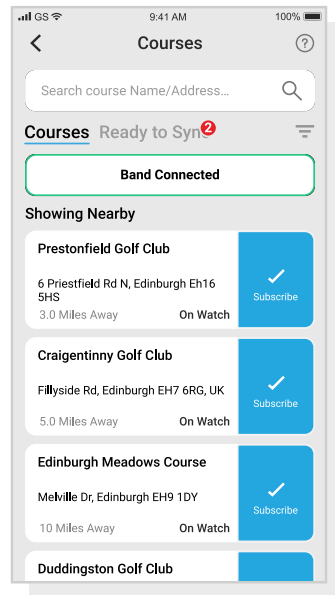 GS 9:41 AM 100%
Courses ?
Search course Name/Address...
Courses Ready to Sync 2
Band Connected
Showing Nearby
Prestonfield Golf Club
6 Priestfield Rd N, Edinburgh Eh16
5HS
3.0 Miles Away On Watch
Subscribe
Craigentinny Golf Club
Fillyside Rd, Edinburgh EH7 6RG, UK
5.0 Miles Away On Watch
Subscribe
Edinburgh Meadows Course
Melville Dr, Edinburgh EH9 1DY
10 Miles Away On Watch
Subscribe
Duddingston Golf Club